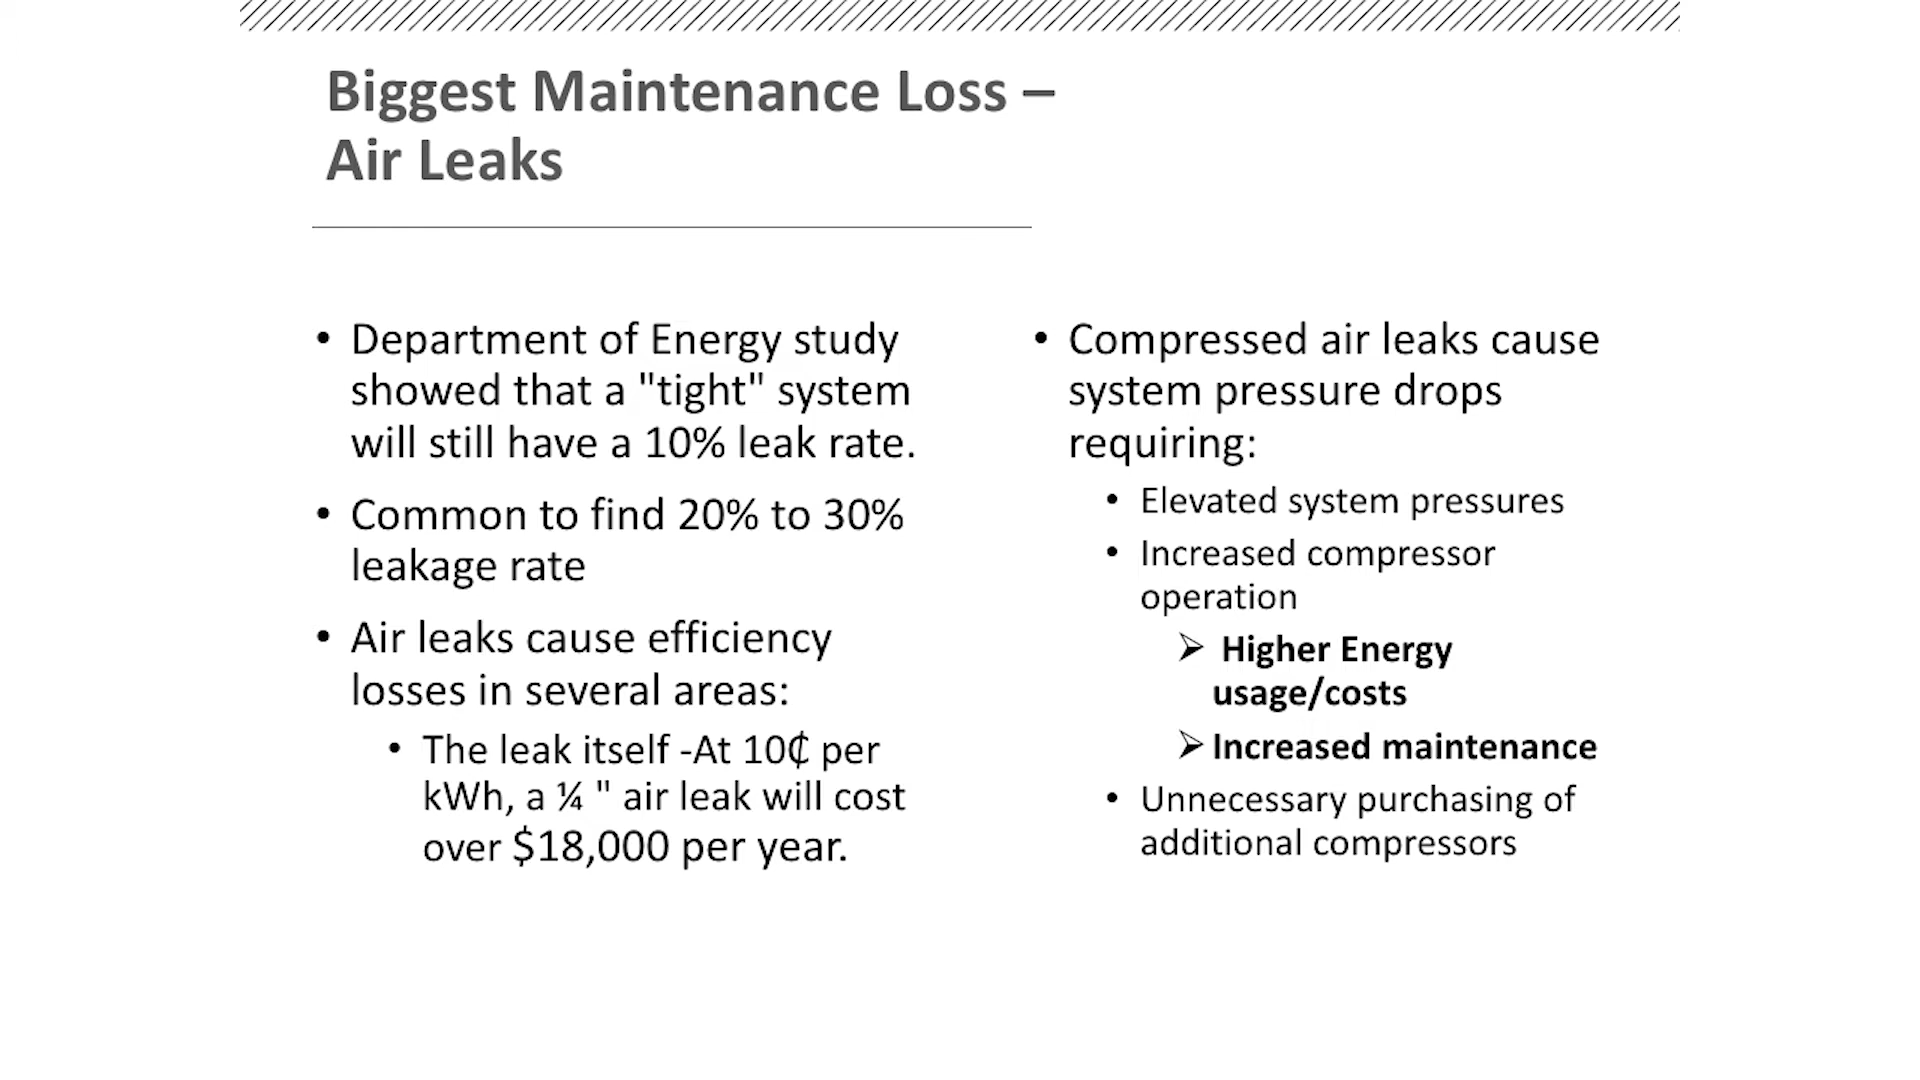 Biggest Maintenance Loss –
Air Leaks
• Department of Energy study
showed that a "tight" system
will still have a 10% leak rate.
• Common to find 20% to 30%
leakage rate
• Air leaks cause efficiency
losses in several areas:
• The leak itself -At 10₵ per
kWh, a ¼ " air leak will cost
over $18,000 per year.
• Compressed air leaks cause
system pressure drops
requiring:
• Elevated system pressures
• Increased compressor
operation
➢ Higher Energy
usage/costs
➢ Increased maintenance
• Unnecessary purchasing of
additional compressors